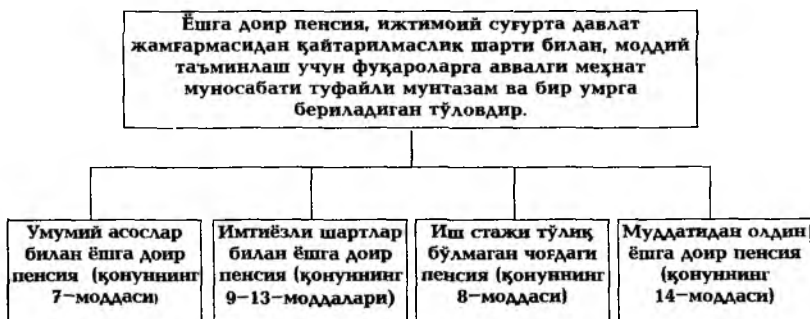 Ёшга доир пенсия, ижтимоий суғурта давлат
жамғармасидан қайтарилмаслик шарти билан, моддий
таъминлаш учун фуқароларга аввалги меҳнат
муносабати туфайли мунтазам ва бир умрга
бериладиган тўловдир.
Умумий асослар
билан ёшга доир
пенсия (қонуннинг
7–моддаси)
Имтиёзли шартлар
билан ёшга доир
пенсия (қонуннинг
9–13–моддалари)
Иш стажи тўлиқ
бўлмаган чоғдаги
пенсия (қонуннинг
8–моддаси)
Муддатидан олдин
ёшга доир пенсия
(қонуннинг
14–моддаси)